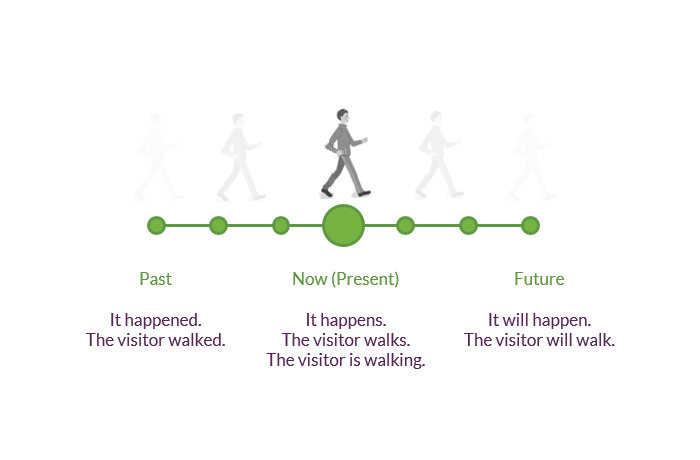 Past
Now (Present)
Future
It happened.
The visitor walked.
It happens.
The visitor walks.
The visitor is walking.
It will happen.
The visitor will walk.